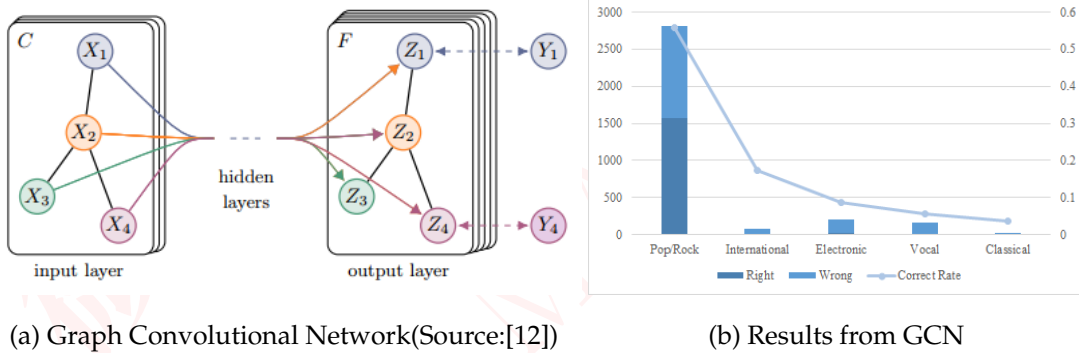 C
X1
X2
X3
X4
input layer
hidden
layers
F
Z1
Z2
Z3
Z4
output layer
Y1
Y4
(a) Graph Convolutional Network(Source:[12])
3000
2500
2000
1500
1000
500
0
0.6
0.5
0.4
0.3
0.2
0.1
0
Pop/Rock International Electronic Vocal Classical
Right Wrong Correct Rate
(b) Results from GCN